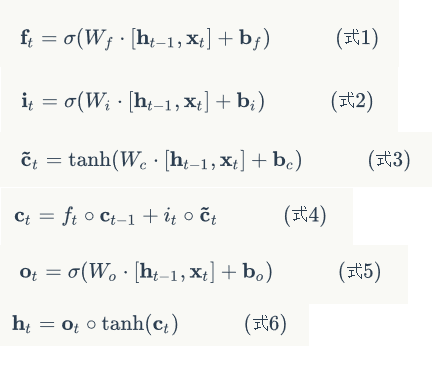 f_t = σ(W_f · [h_{t−1}, x_t] + b_f) (式1)
i_t = σ(W_i · [h_{t−1}, x_t] + b_i) (式2)
c̃_t = tanh(W_c · [h_{t−1}, x_t] + b_c) (式3)
c_t = f_t ∘ c_{t−1} + i_t ∘ c̃_t (式4)
o_t = σ(W_o · [h_{t−1}, x_t] + b_o) (式5)
h_t = o_t ∘ tanh(c_t) (式6)